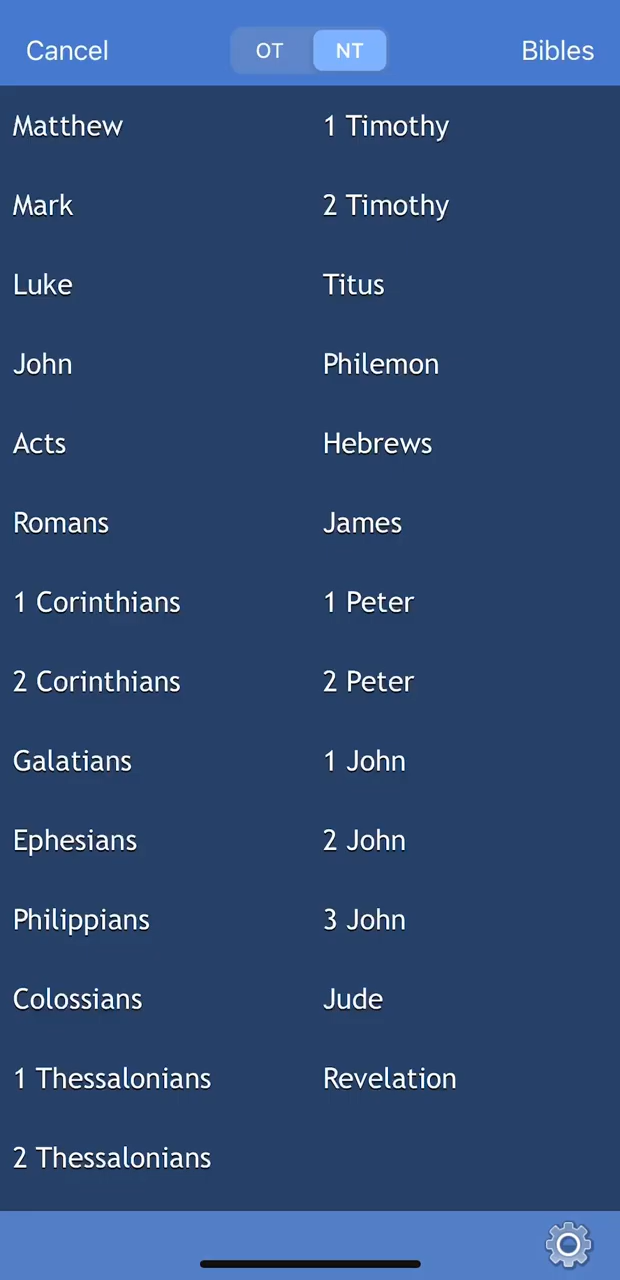 Cancel
OT
NT
Bibles
Matthew
Mark
Luke
John
Acts
Romans
1 Corinthians
2 Corinthians
Galatians
Ephesians
Philippians
Colossians
1 Thessalonians
2 Thessalonians
1 Timothy
2 Timothy
Titus
Philemon
Hebrews
James
1 Peter
2 Peter
1 John
2 John
3 John
Jude
Revelation